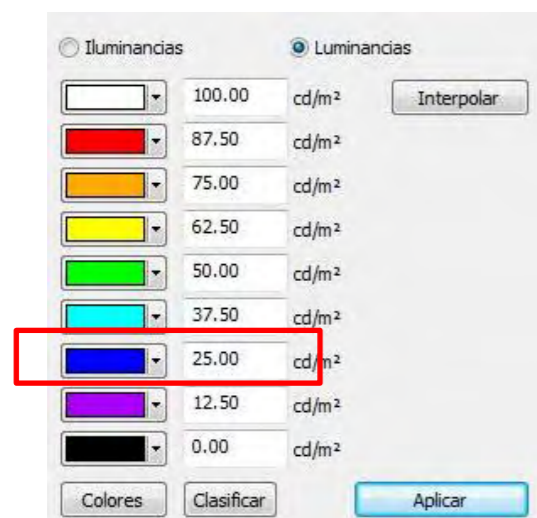 Iluminancias Luminancias
100.00 cd/m² Interpolar
87.50 cd/m²
75.00 cd/m²
62.50 cd/m²
50.00 cd/m²
37.50 cd/m²
25.00 cd/m²
12.50 cd/m²
0.00 cd/m²
Colores Clasificar Aplicar